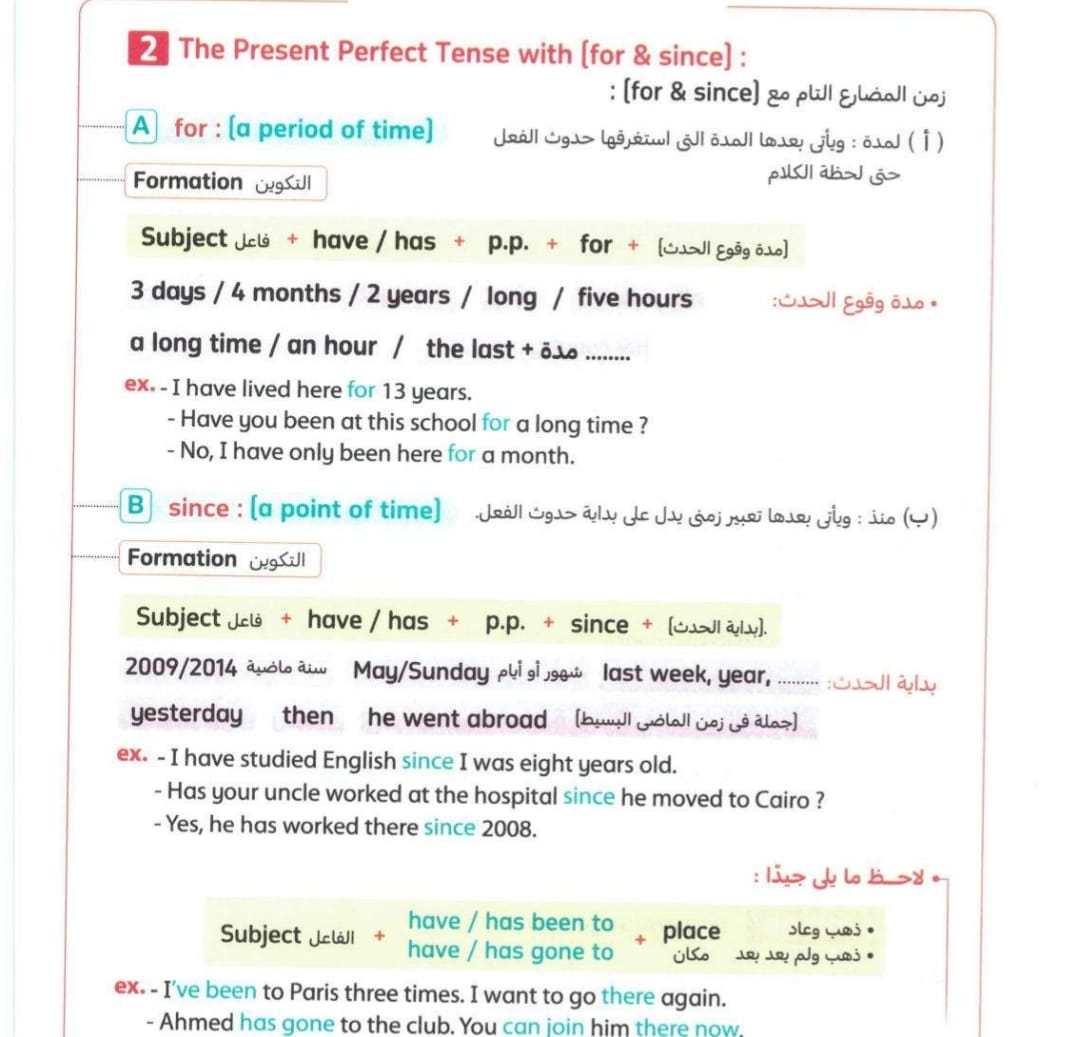 2 The Present Perfect Tense with (for & since) :
زمن المضارع التام مع (for & since) :
A for : (a period of time) ( أ ) لمدة : ويأتى بعدها المدة التى استغرقها حدوث الفعل
حتى لحظة الكلام
Formation التكوين
Subject فاعل + have / has + p.p. + for + (مدة وقوع الحدث)
• مدة وقوع الحدث: 3 days / 4 months / 2 years / long / five hours
a long time / an hour / the last + مدة ........
ex. - I have lived here for 13 years.
- Have you been at this school for a long time ?
- No, I have only been here for a month.
B since : (a point of time) (ب) منذ : ويأتى بعدها تعبير زمنى يدل على بداية حدوث الفعل.
Formation التكوين
Subject فاعل + have / has + p.p. + since + (بداية الحدث).
بداية الحدث: 2009/2014 سنة ماضية May/Sunday شهور أو أيام last week, year, .........
yesterday then he went abroad (جملة فى زمن الماضى البسيط)
ex. - I have studied English since I was eight years old.
- Has your uncle worked at the hospital since he moved to Cairo ?
- Yes, he has worked there since 2008.
• لاحـظ ما يلى جيدًا :
Subject الفاعل + have / has been to + place مكان • ذهب وعاد
have / has gone to • ذهب ولم يعد بعد
ex. - I've been to Paris three times. I want to go there again.
- Ahmed has gone to the club. You can join him there now.